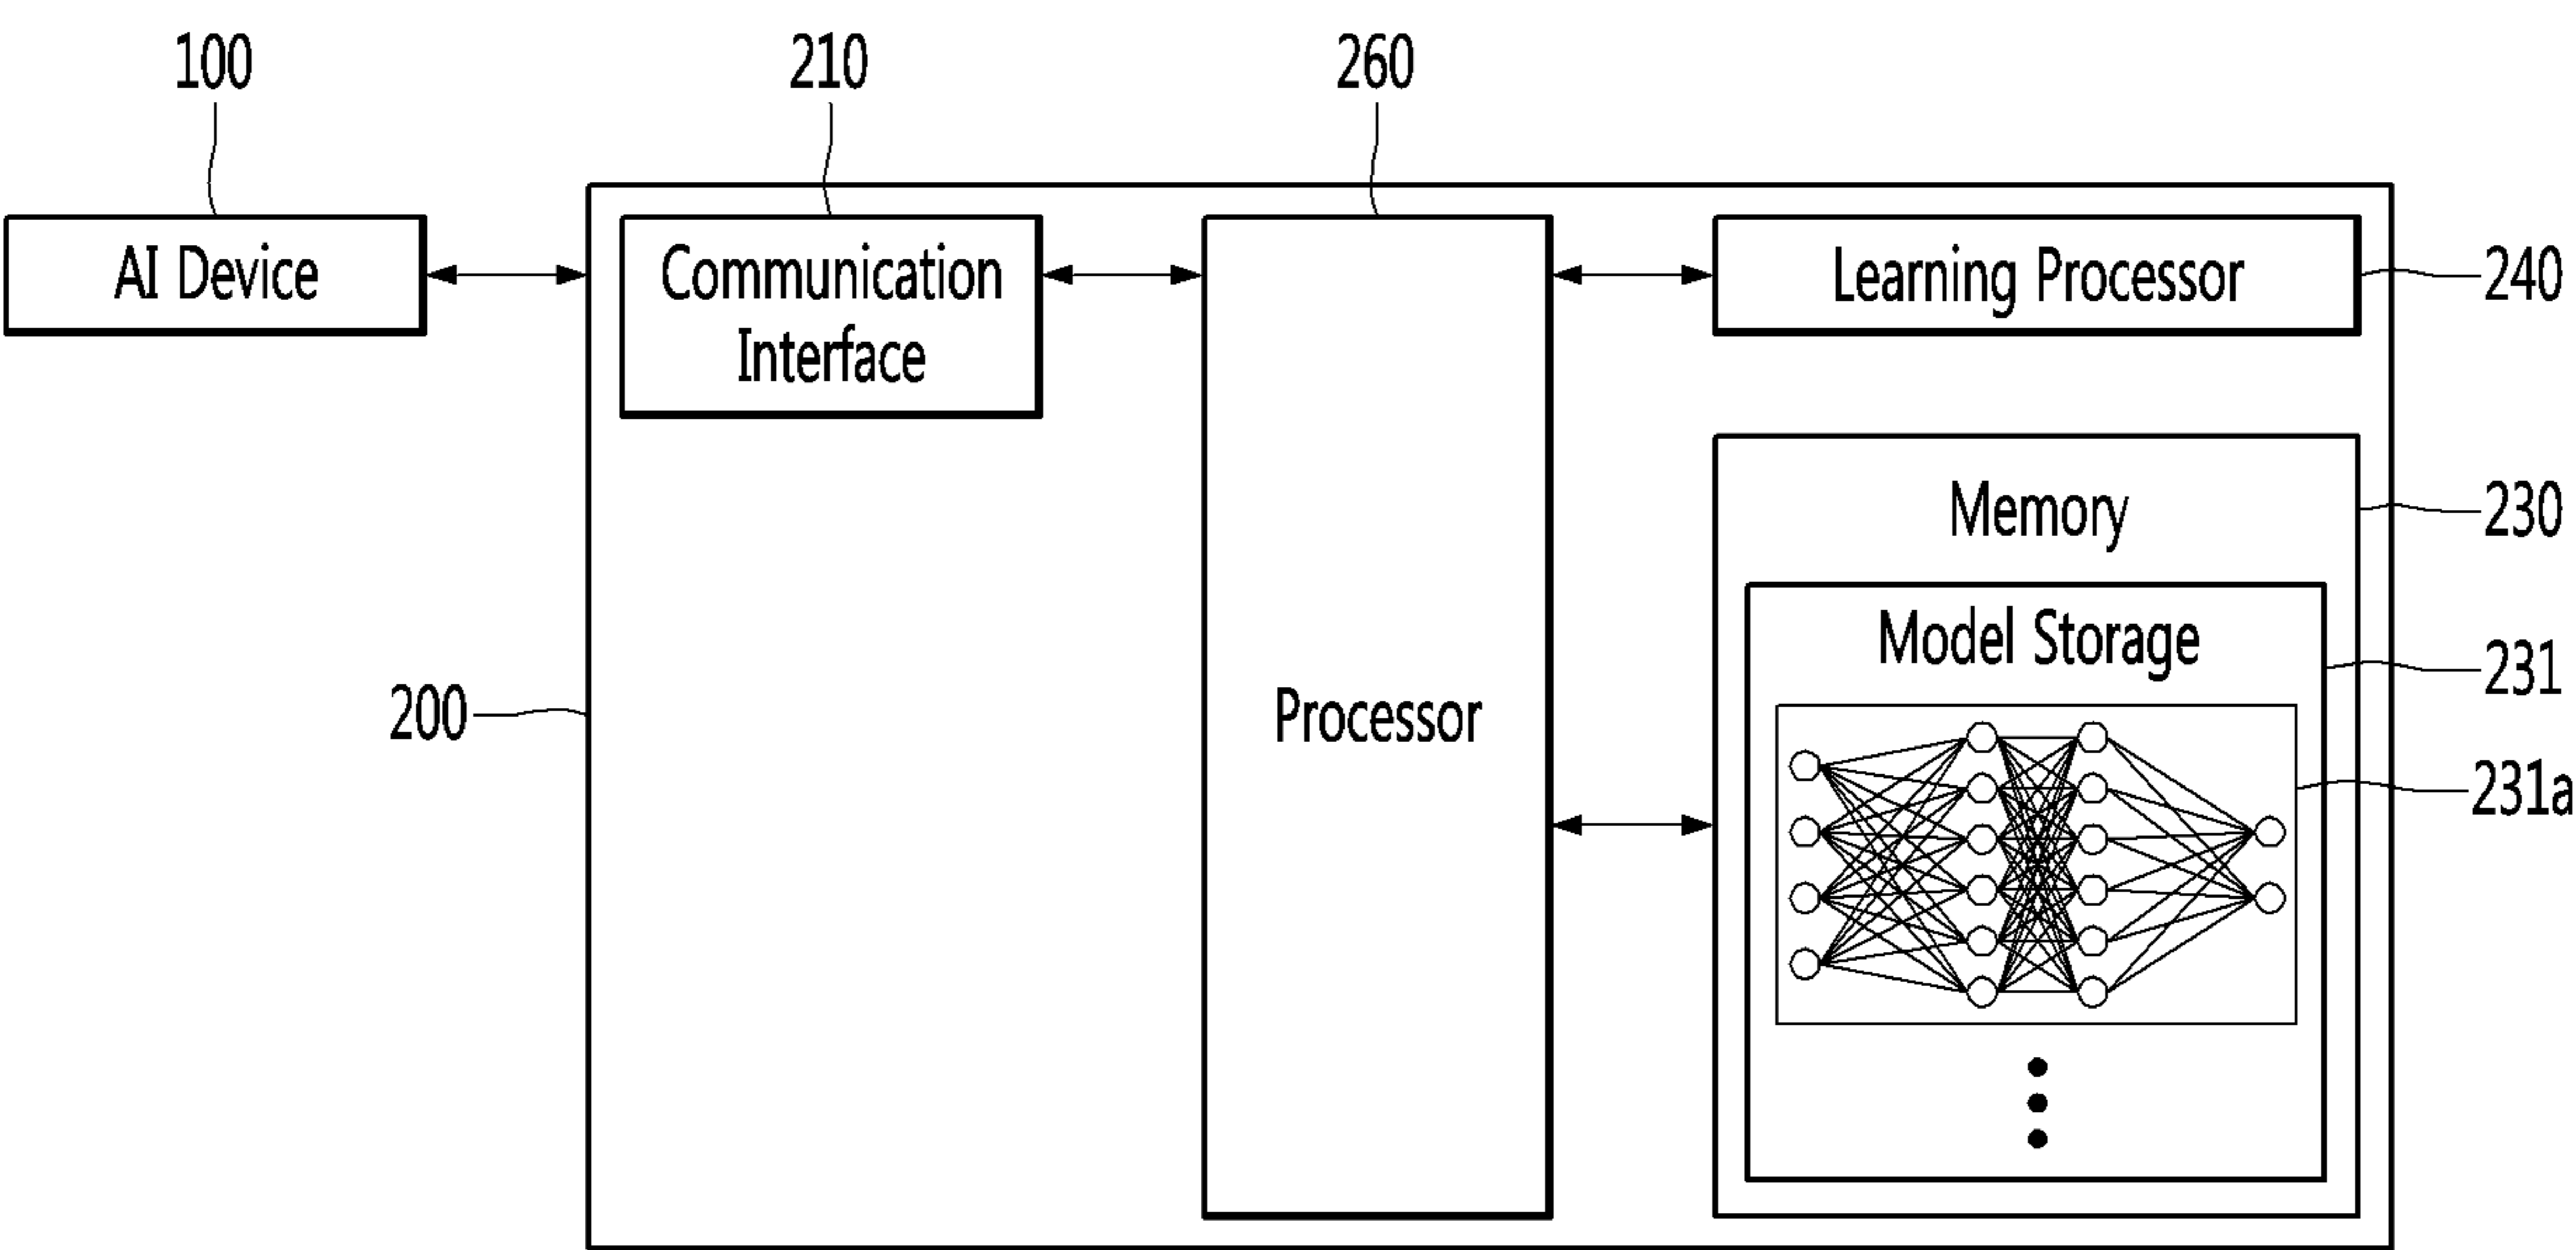 100
210
260
AI Device
Communication
Interface
Learning Processor
240
Memory
230
Model Storage
231
200
Processor
231a